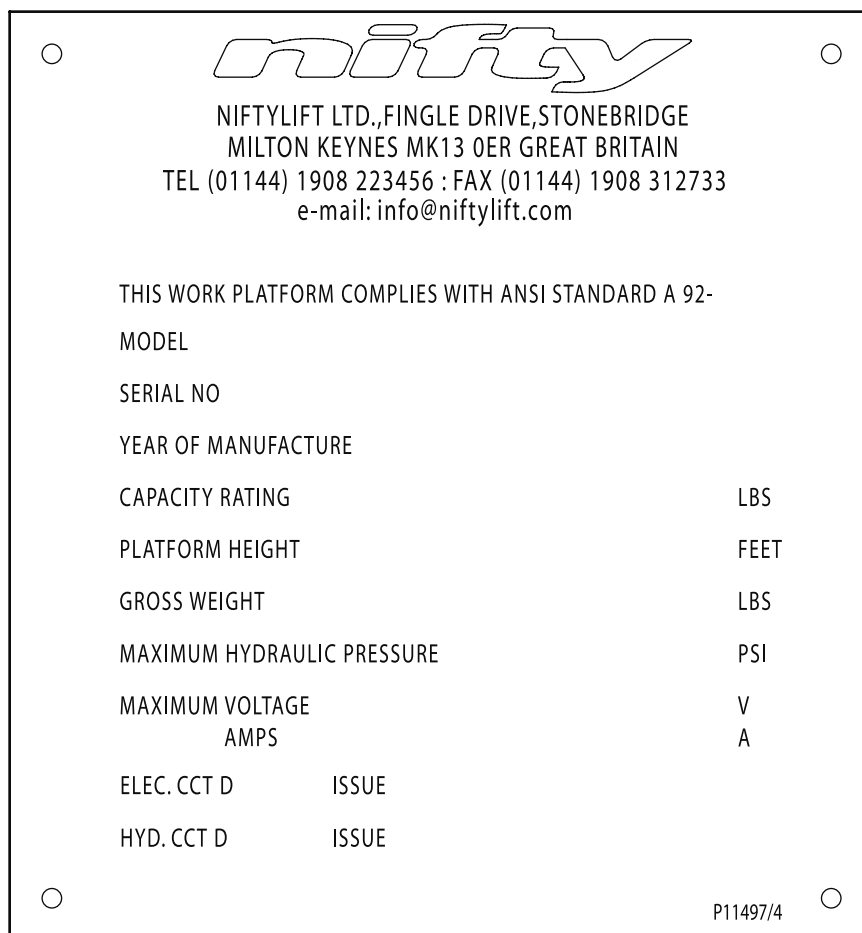 nifty
NIFTYLIFT LTD.,FINGLE DRIVE,STONEBRIDGE
MILTON KEYNES MK13 0ER GREAT BRITAIN
TEL (01144) 1908 223456 : FAX (01144) 1908 312733
e-mail: info@niftylift.com
THIS WORK PLATFORM COMPLIES WITH ANSI STANDARD A 92-
MODEL
SERIAL NO
YEAR OF MANUFACTURE
CAPACITY RATING LBS
PLATFORM HEIGHT FEET
GROSS WEIGHT LBS
MAXIMUM HYDRAULIC PRESSURE PSI
MAXIMUM VOLTAGE V
AMPS A
ELEC. CCT D ISSUE
HYD. CCT D ISSUE
P11497/4